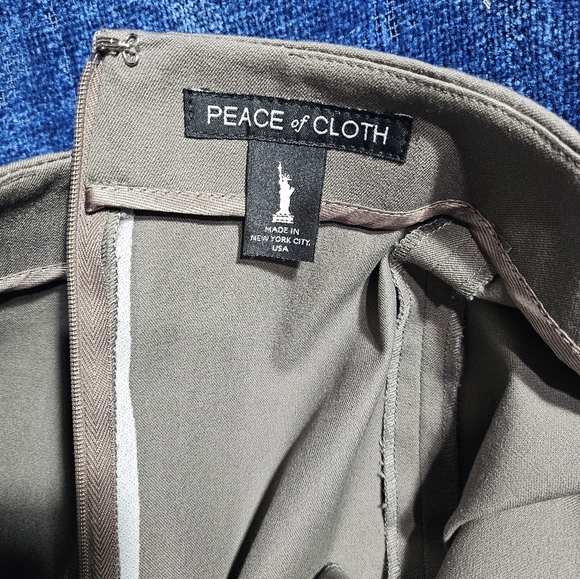 PEACE of CLOTH
MADE IN
NEW YORK CITY,
USA